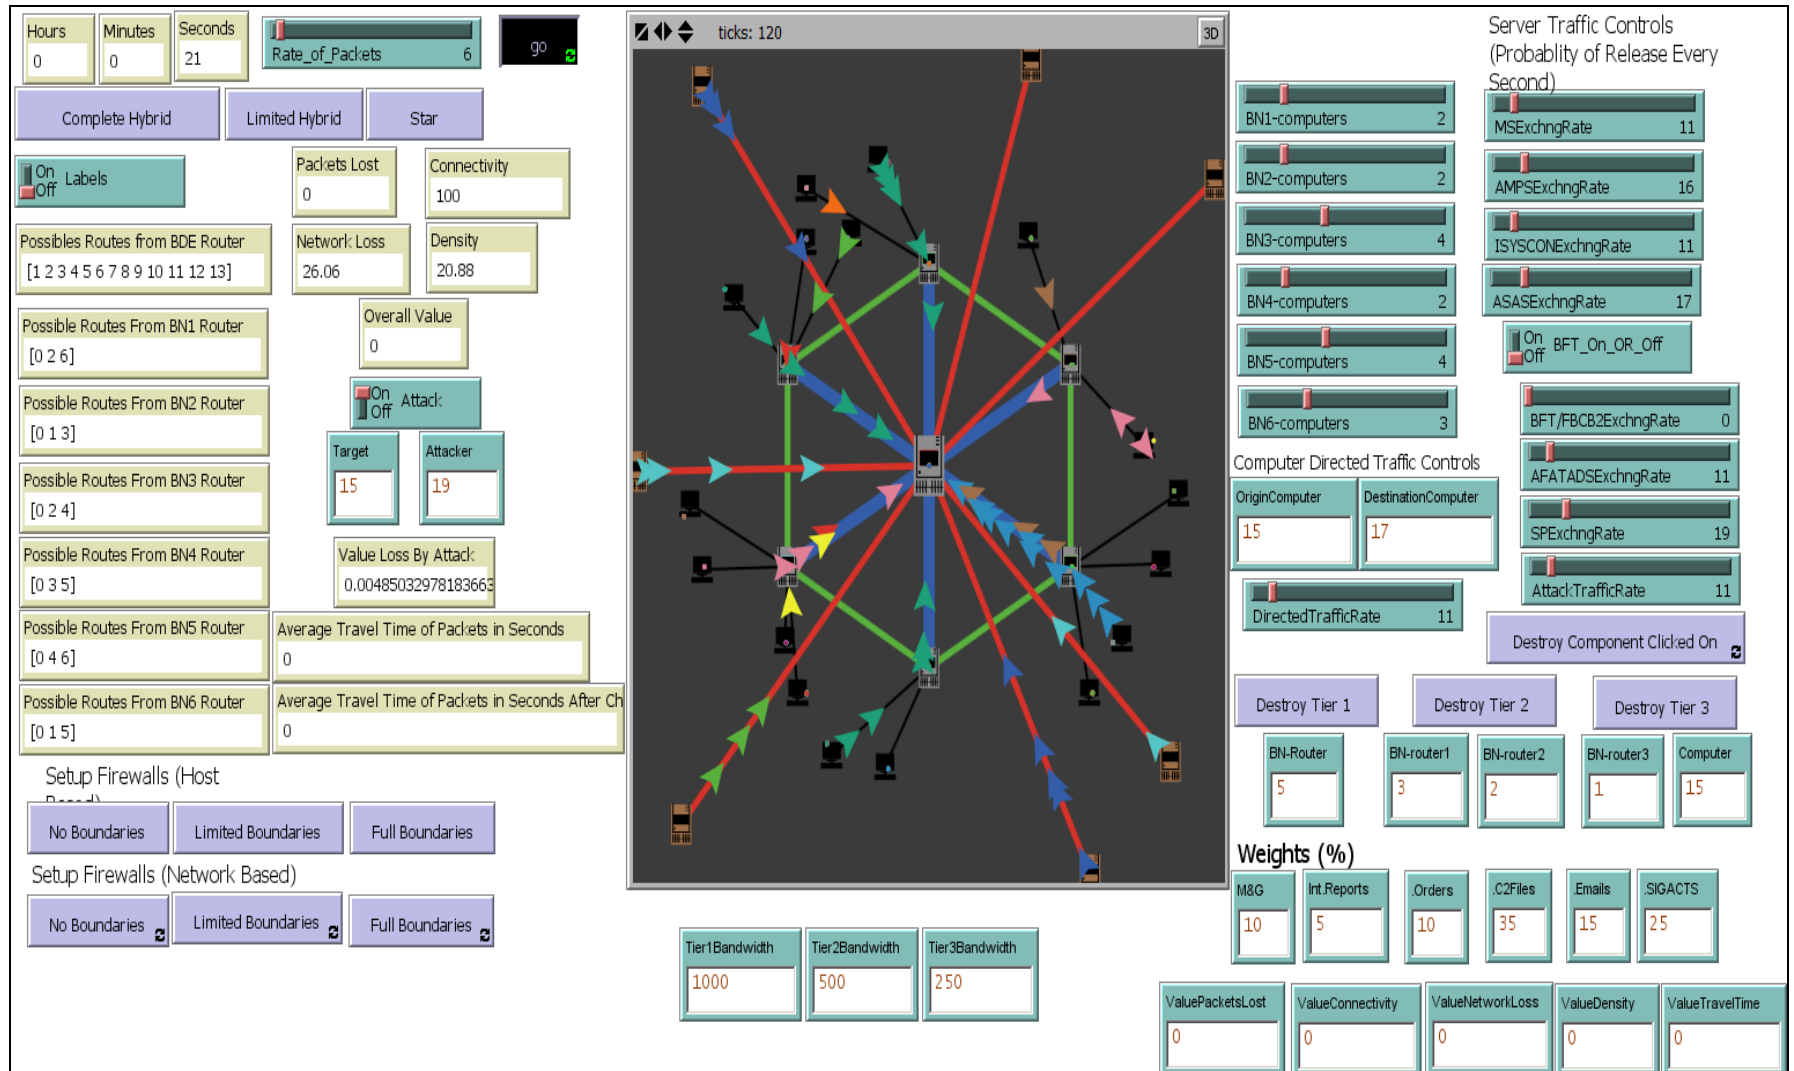 Hours
0
Minutes
0
Seconds
21
Rate_of_Packets 6
go
Complete Hybrid
Limited Hybrid
Star
On
Off
Labels
Packets Lost
0
Connectivity
100
Possibles Routes from BDE Router
[1 2 3 4 5 6 7 8 9 10 11 12 13]
Network Loss
26.06
Density
20.88
Possible Routes From BN1 Router
[0 2 6]
Overall Value
0
Possible Routes From BN2 Router
[0 1 3]
On
Off
Attack
Possible Routes From BN3 Router
[0 2 4]
Target
15
Attacker
19
Possible Routes From BN4 Router
[0 3 5]
Value Loss By Attack
0.00485032978183663
Possible Routes From BN5 Router
[0 4 6]
Average Travel Time of Packets in Seconds
0
Possible Routes From BN6 Router
[0 1 5]
Average Travel Time of Packets in Seconds After Ch
0
Setup Firewalls (Host
Based)
No Boundaries
Limited Boundaries
Full Boundaries
Setup Firewalls (Network Based)
No Boundaries
Limited Boundaries
Full Boundaries
ticks: 120
3D
Tier1Bandwidth
1000
Tier2Bandwidth
500
Tier3Bandwidth
250
BN1-computers 2
BN2-computers 2
BN3-computers 4
BN4-computers 2
BN5-computers 4
BN6-computers 3
Computer Directed Traffic Controls
OriginComputer
15
DestinationComputer
17
DirectedTrafficRate 11
Server Traffic Controls
(Probablity of Release Every
Second)
MSExchngRate 11
AMPSExchngRate 16
ISYSCONExchngRate 11
ASASExchngRate 17
On
Off
BFT_On_OR_Off
BFT/FBCB2ExchngRate 0
AFATADSExchngRate 11
SPExchngRate 19
AttackTrafficRate 11
Destroy Component Clicked On
Destroy Tier 1
Destroy Tier 2
Destroy Tier 3
BN-Router
5
BN-router1
3
BN-router2
2
BN-router3
1
Computer
15
Weights (%)
M&G
10
Int.Reports
5
.Orders
10
.C2Files
35
.Emails
15
.SIGACTS
25
ValuePacketsLost
0
ValueConnectivity
0
ValueNetworkLoss
0
ValueDensity
0
ValueTravelTime
0